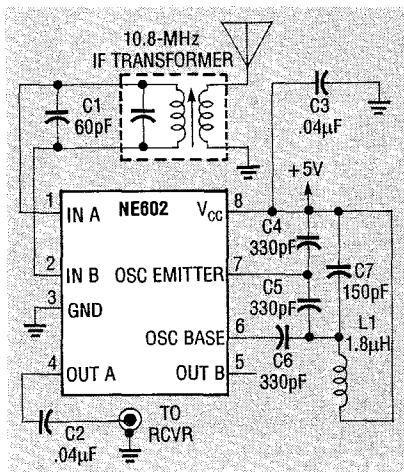 10.8-MHz
IF TRANSFORMER
C1
60pF
C3
.04µF
+5V
1
IN A
NE602
VCC
8
C4
330pF
2
IN B
OSC EMITTER
7
C7
150pF
3
GND
C5
330pF
L1
1.8µH
OSC BASE
6
C6
330pF
4
OUT A
OUT B
5
C2
.04µF
TO
RCVR